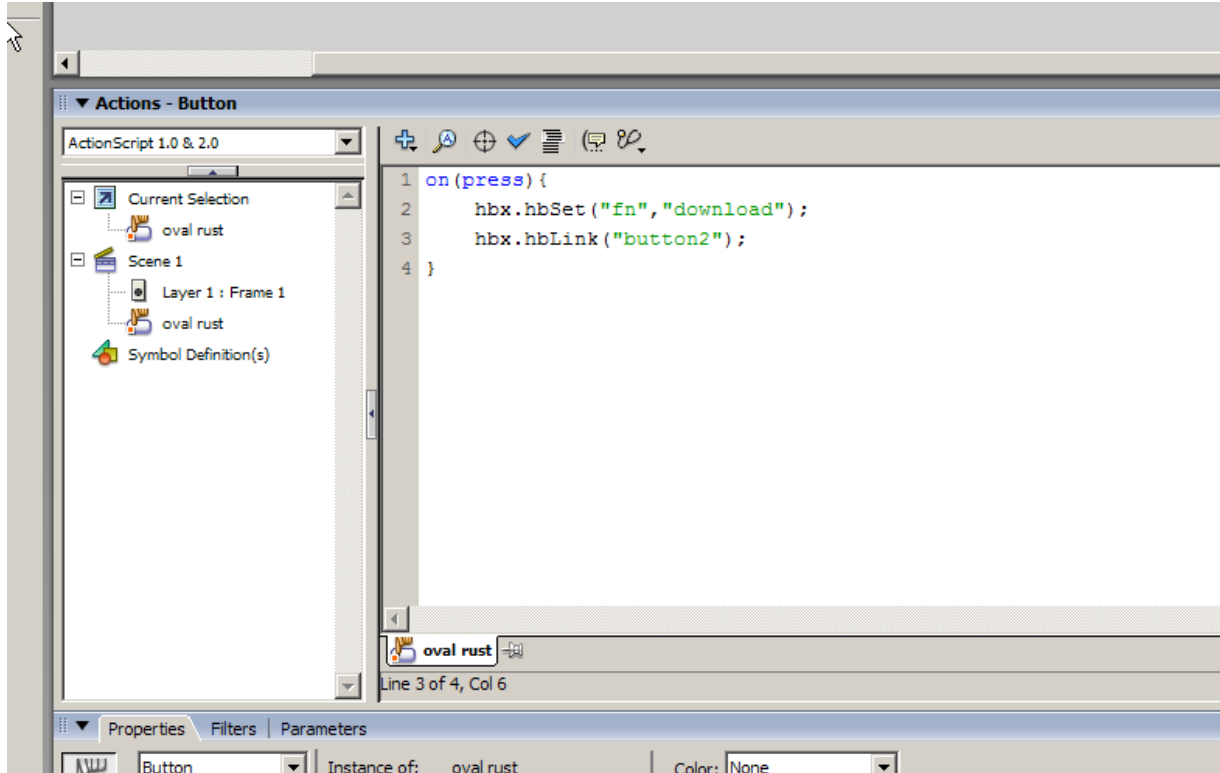 Actions - Button
ActionScript 1.0 & 2.0
Current Selection
oval rust
Scene 1
Layer 1 : Frame 1
oval rust
Symbol Definition(s)
1 on(press){
2 hbx.hbSet("fn","download");
3 hbx.hbLink("button2");
4 }
oval rust
Line 3 of 4, Col 6
Properties Filters | Parameters
Button Instance of: oval rust Color: None